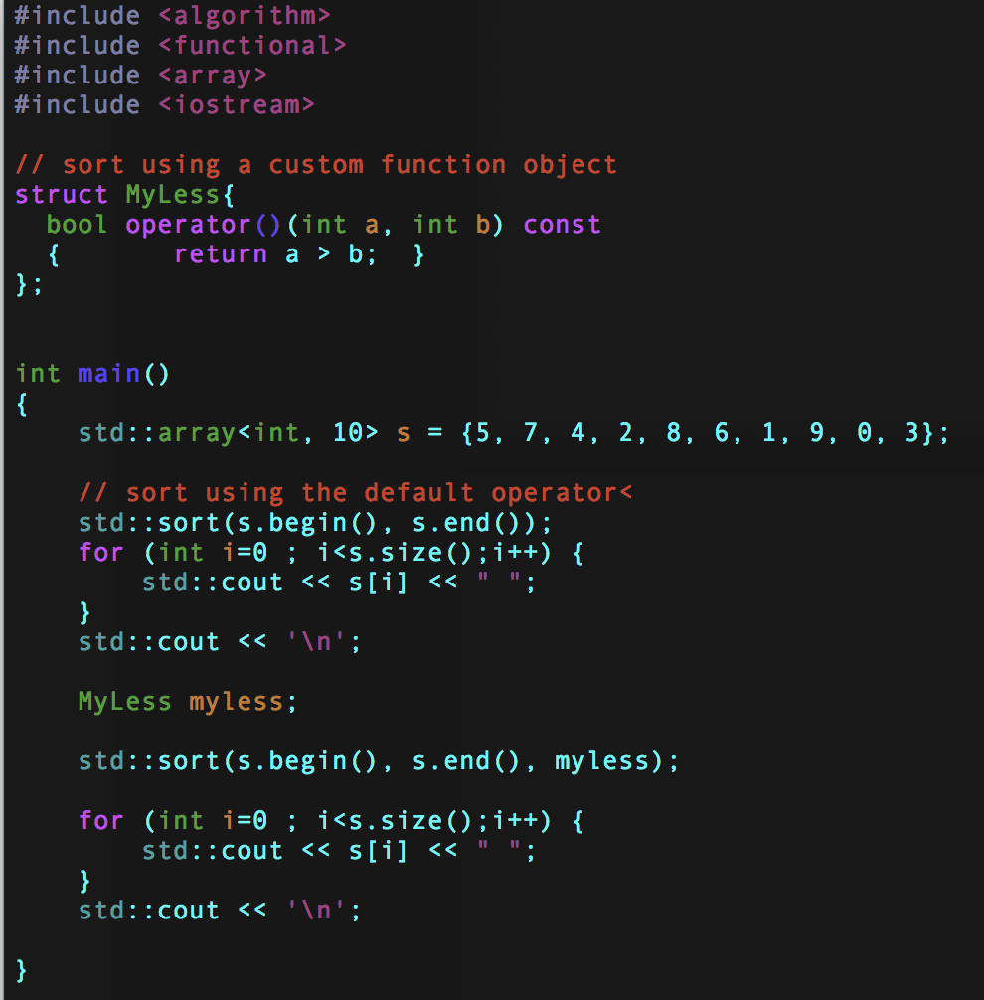 #include <algorithm>
#include <functional>
#include <array>
#include <iostream>

// sort using a custom function object
struct MyLess{
  bool operator()(int a, int b) const
  {       return a > b;  }
};


int main()
{
    std::array<int, 10> s = {5, 7, 4, 2, 8, 6, 1, 9, 0, 3};

    // sort using the default operator<
    std::sort(s.begin(), s.end());
    for (int i=0 ; i<s.size();i++) {
        std::cout << s[i] << " ";
    }
    std::cout << '\n';

    MyLess myless;

    std::sort(s.begin(), s.end(), myless);

    for (int i=0 ; i<s.size();i++) {
        std::cout << s[i] << " ";
    }
    std::cout << '\n';

}